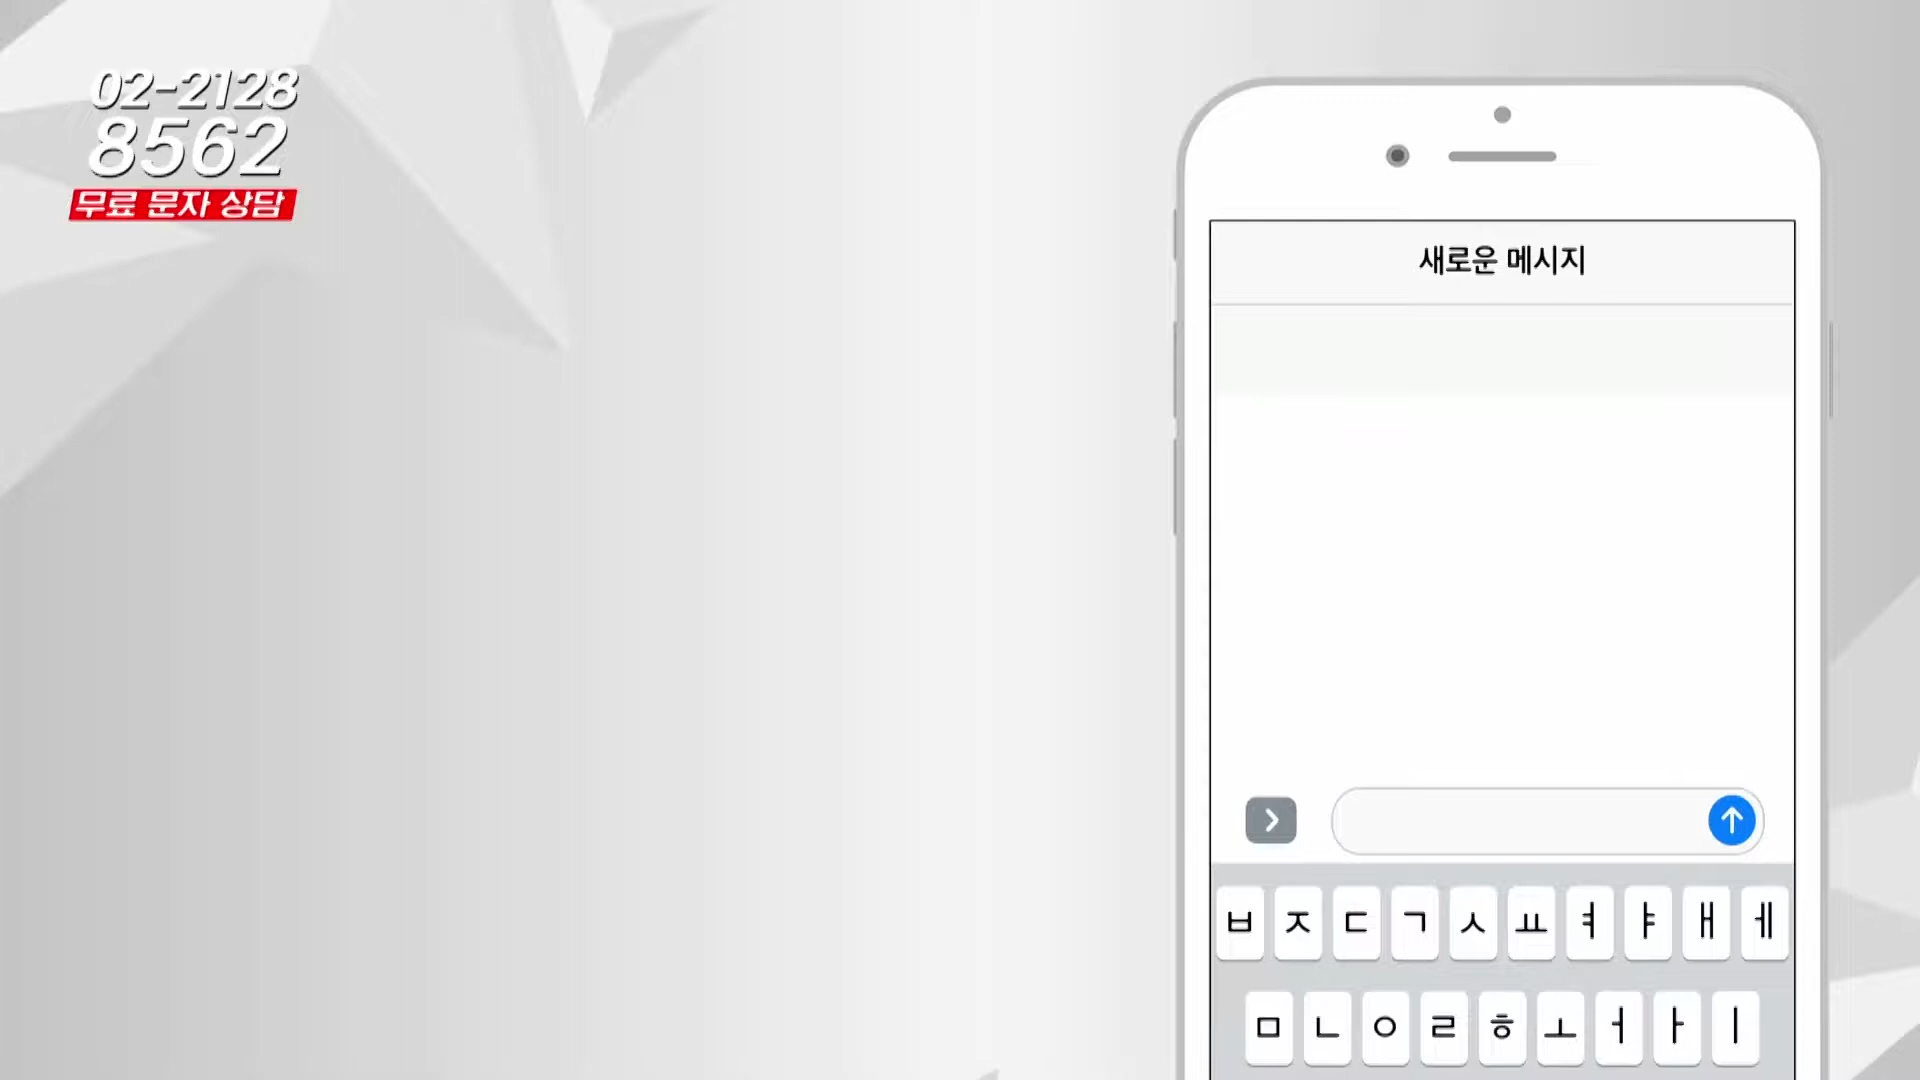 02-2128
8562
무료 문자 상담
새로운 메시지
ㅂ ㅈ ㄷ ㄱ ㅅ ㅛ ㅕ ㅑ ㅐ ㅔ
ㅁ ㄴ ㅇ ㄹ ㅎ ㅗ ㅓ ㅏ ㅣ